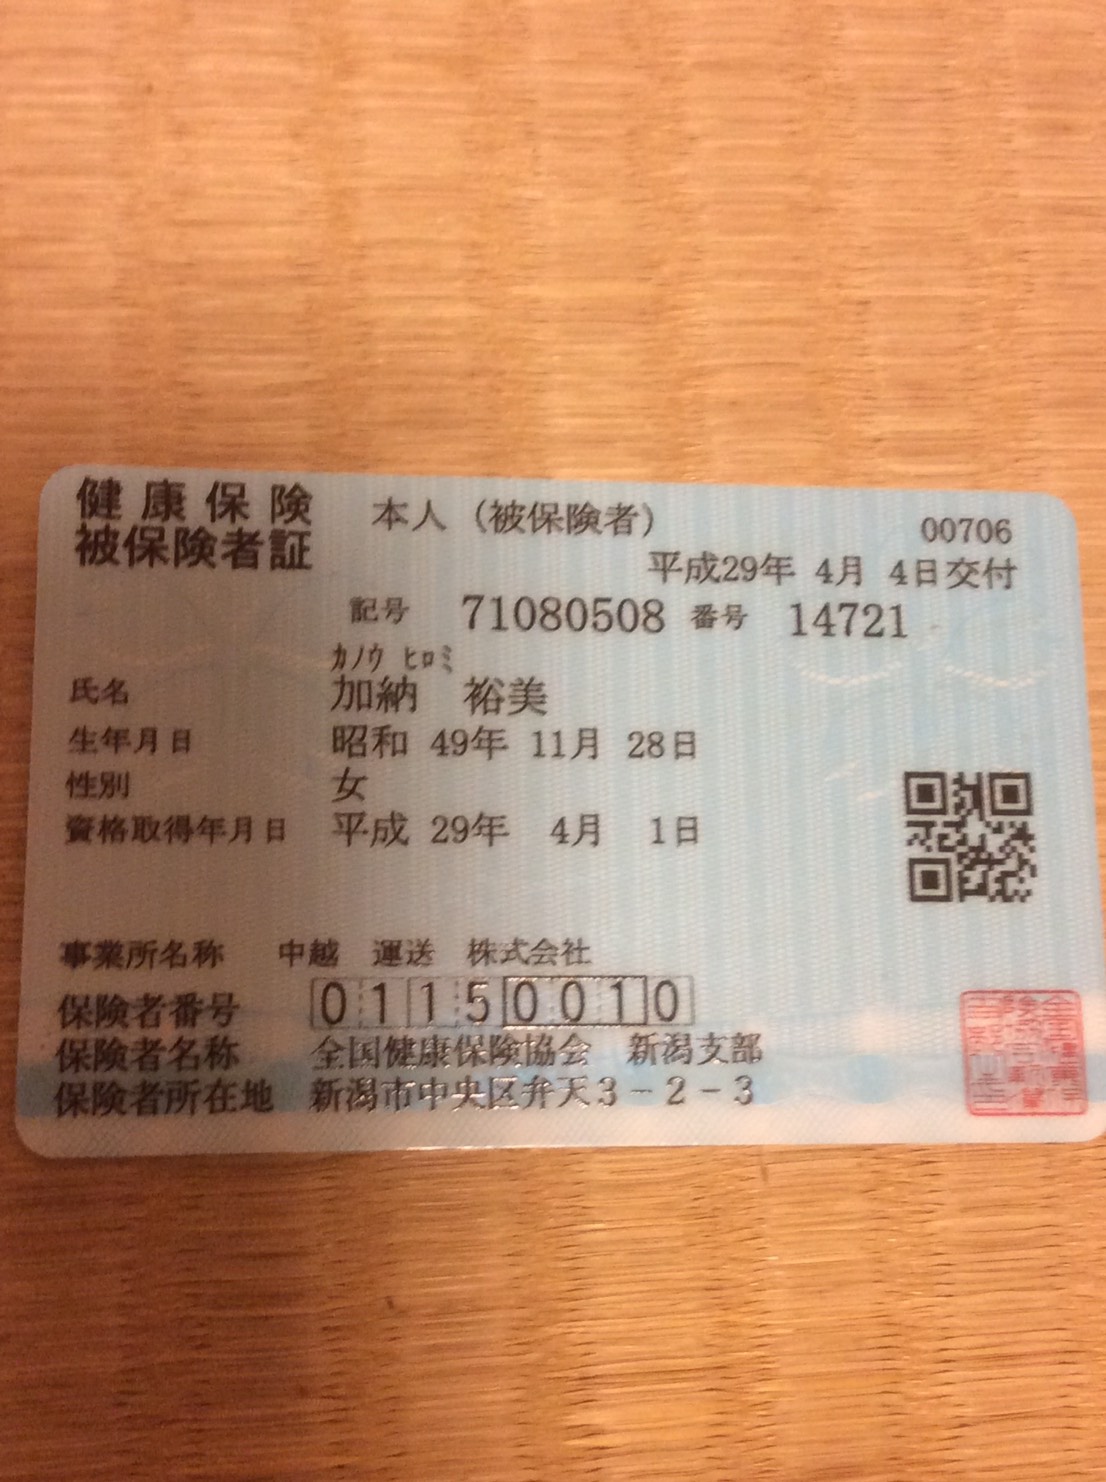 健康保険 本人（被保険者） 00706
被保険者証 平成29年 4月 4日交付
記号 71080508 番号 14721
ｶﾉｳ ﾋﾛﾐ
氏名 加納 裕美
生年月日 昭和 49年 11月 28日
性別 女
資格取得年月日 平成 29年 4月 1日
事業所名称 中越 運送 株式会社
保険者番号 01150010
保険者名称 全国健康保険協会 新潟支部
保険者所在地 新潟市中央区弁天3－2－3